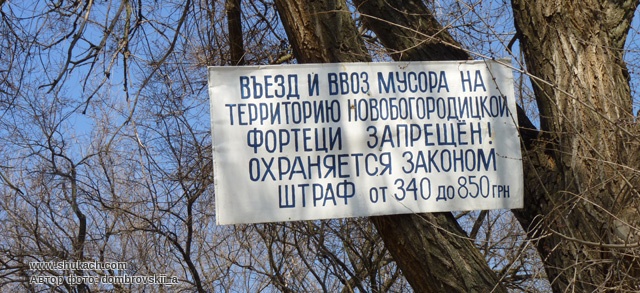 ВЪЕЗД И ВВОЗ МУСОРА НА
ТЕРРИТОРИЮ НОВОБОГОРОДИЦКОЙ
ФОРТЕЦИ ЗАПРЕЩЁН!
ОХРАНЯЕТСЯ ЗАКОНОМ
ШТРАФ ОТ 340 ДО 850 ГРН
www.shukach.com
Автор фото: dombrovskii_a